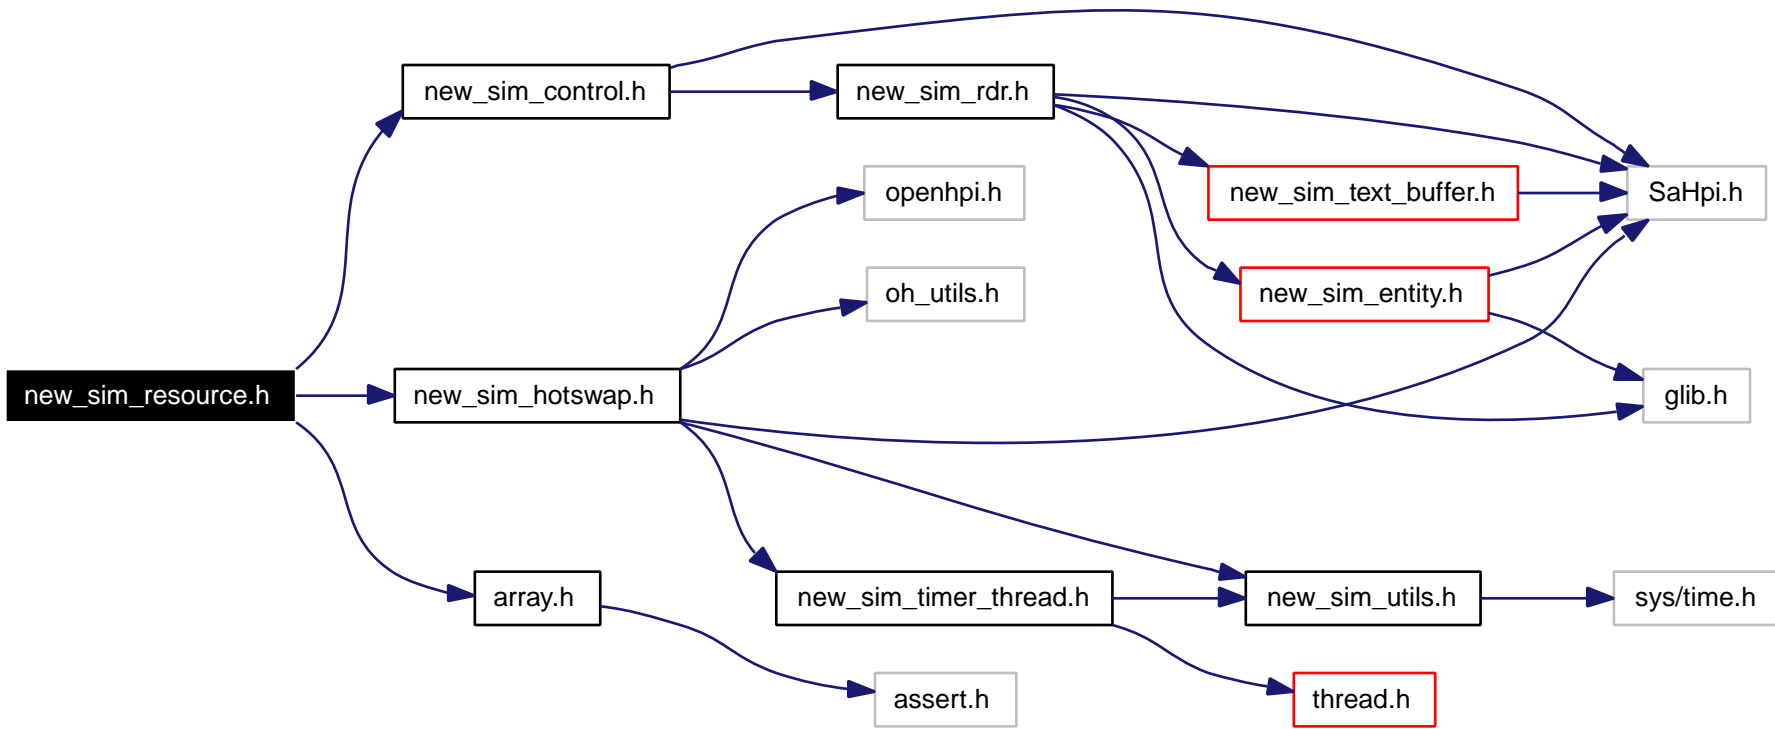 new_sim_control.h
new_sim_rdr.h
openhpi.h
new_sim_text_buffer.h
SaHpi.h
oh_utils.h
new_sim_entity.h
new_sim_resource.h
new_sim_hotswap.h
glib.h
array.h
new_sim_timer_thread.h
new_sim_utils.h
sys/time.h
assert.h
thread.h